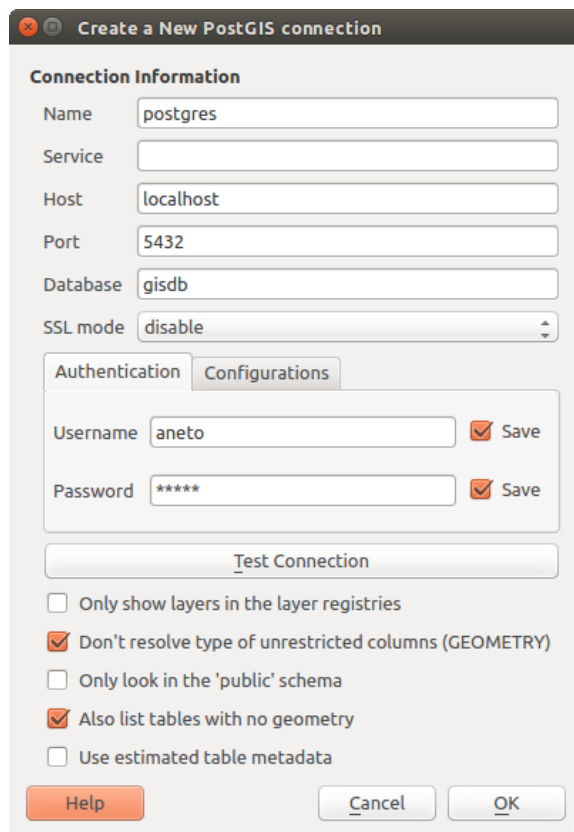 Create a New PostGIS connection
Connection Information
Name postgres
Service
Host localhost
Port 5432
Database gisdb
SSL mode disable
Authentication Configurations
Username aneto Save
Password ***** Save
Test Connection
Only show layers in the layer registries
Don't resolve type of unrestricted columns (GEOMETRY)
Only look in the 'public' schema
Also list tables with no geometry
Use estimated table metadata
Help Cancel OK